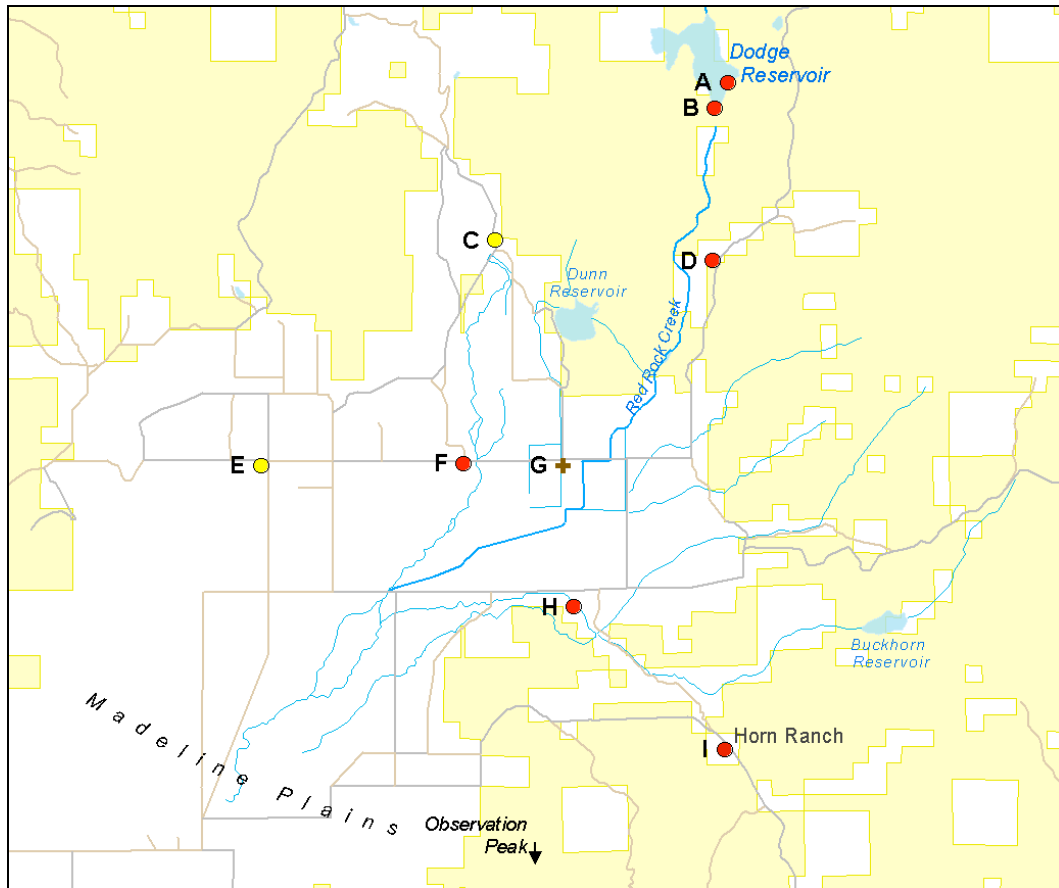 Dodge
Reservoir
A
B
C
D
Dunn
Reservoir
Red Rock Creek
E
F
G
H
Buckhorn
Reservoir
Madeline Plains
I
Horn Ranch
Observation
Peak